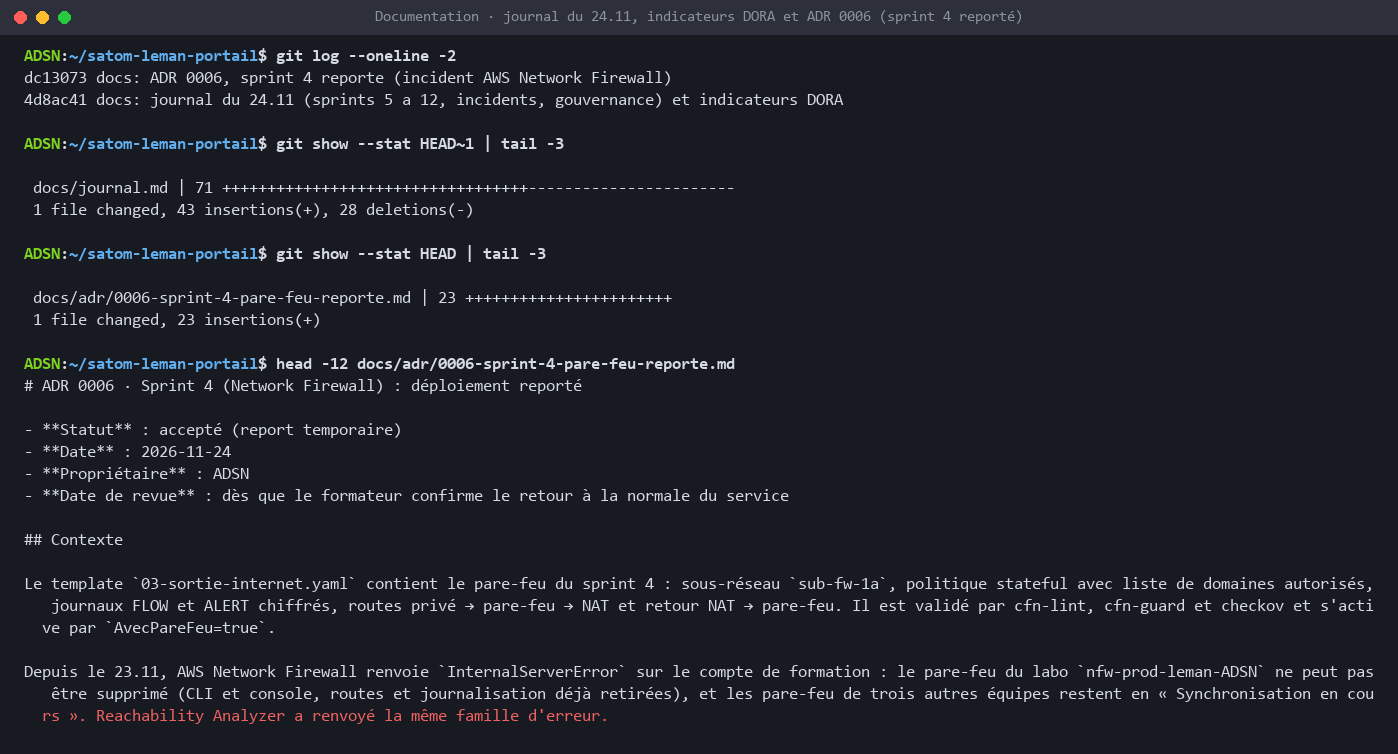 Documentation · journal du 24.11, indicateurs DORA et ADR 0006 (sprint 4 reporté)
ADSN:~/satom-leman-portail$ git log --oneline -2
dc13073 docs: ADR 0006, sprint 4 reporte (incident AWS Network Firewall)
4d8ac41 docs: journal du 24.11 (sprints 5 a 12, incidents, gouvernance) et indicateurs DORA
ADSN:~/satom-leman-portail$ git show --stat HEAD~1 | tail -3
docs/journal.md | 71 ++++++++++++++++++++++++++++++++++-----------------------
1 file changed, 43 insertions(+), 28 deletions(-)
ADSN:~/satom-leman-portail$ git show --stat HEAD | tail -3
docs/adr/0006-sprint-4-pare-feu-reporte.md | 23 +++++++++++++++++++++++
1 file changed, 23 insertions(+)
ADSN:~/satom-leman-portail$ head -12 docs/adr/0006-sprint-4-pare-feu-reporte.md
# ADR 0006 · Sprint 4 (Network Firewall) : déploiement reporté
- **Statut** : accepté (report temporaire)
- **Date** : 2026-11-24
- **Propriétaire** : ADSN
- **Date de revue** : dès que le formateur confirme le retour à la normale du service
## Contexte
Le template `03-sortie-internet.yaml` contient le pare-feu du sprint 4 : sous-réseau `sub-fw-1a`, politique stateful avec liste de domaines autorisés,
journaux FLOW et ALERT chiffrés, routes privé → pare-feu → NAT et retour NAT → pare-feu. Il est validé par cfn-lint, cfn-guard et checkov et s'acti
ve par `AvecPareFeu=true`.
Depuis le 23.11, AWS Network Firewall renvoie `InternalServerError` sur le compte de formation : le pare-feu du labo `nfw-prod-leman-ADSN` ne peut pas
être supprimé (CLI et console, routes et journalisation déjà retirées), et les pare-feu de trois autres équipes restent en « Synchronisation en cou
rs ». Reachability Analyzer a renvoyé la même famille d'erreur.